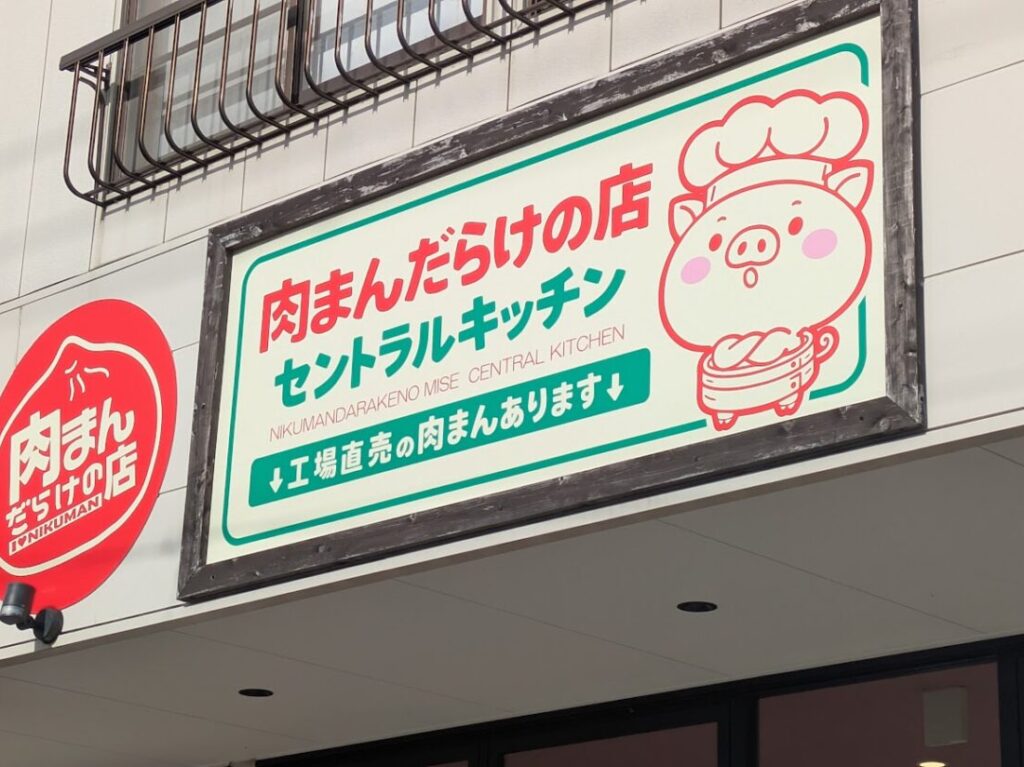 肉まんだらけの店
セントラルキッチン
NIKUMANDARAKENO MISE CENTRAL KITCHEN
↓工場直売の肉まんあります↓
肉まん
だらけの店
I♥NIKUMAN